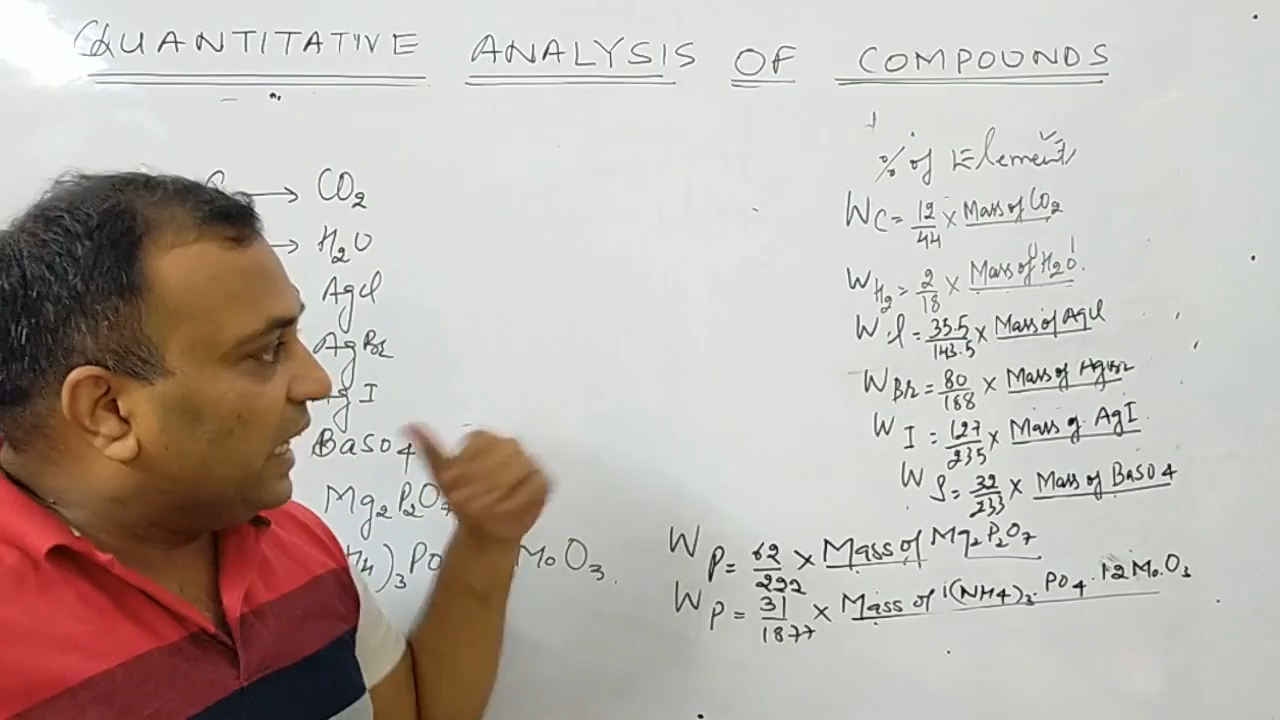 QUANTITATIVE ANALYSIS OF COMPOUNDS
% of Element
→ CO2
→ H2O
AgCl
AgBr
AgI
BaSO4
Mg2P2O7
H4)3PO MoO3.
WC = 12/44 × Mass of CO2
WH2 = 2/18 × Mass of H2O.
WCl = 35.5/143.5 × Mass of AgCl
WBr = 80/188 × Mass of AgBr
WI = 127/235 × Mass of AgI.
WS = 32/233 × Mass of BaSO4
WP = 62/222 × Mass of Mg2P2O7
WP = 31/1877 × Mass of (NH4)3.PO4.12MoO3